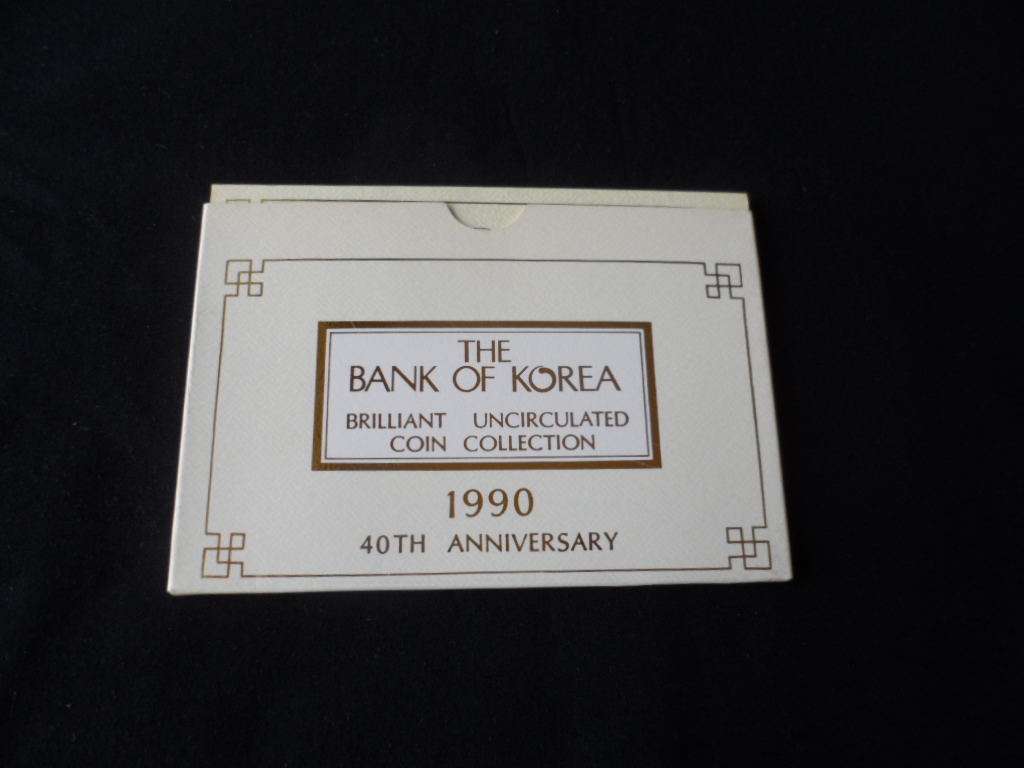 THE
BANK OF KOREA
BRILLIANT UNCIRCULATED
COIN COLLECTION
1990
40TH ANNIVERSARY